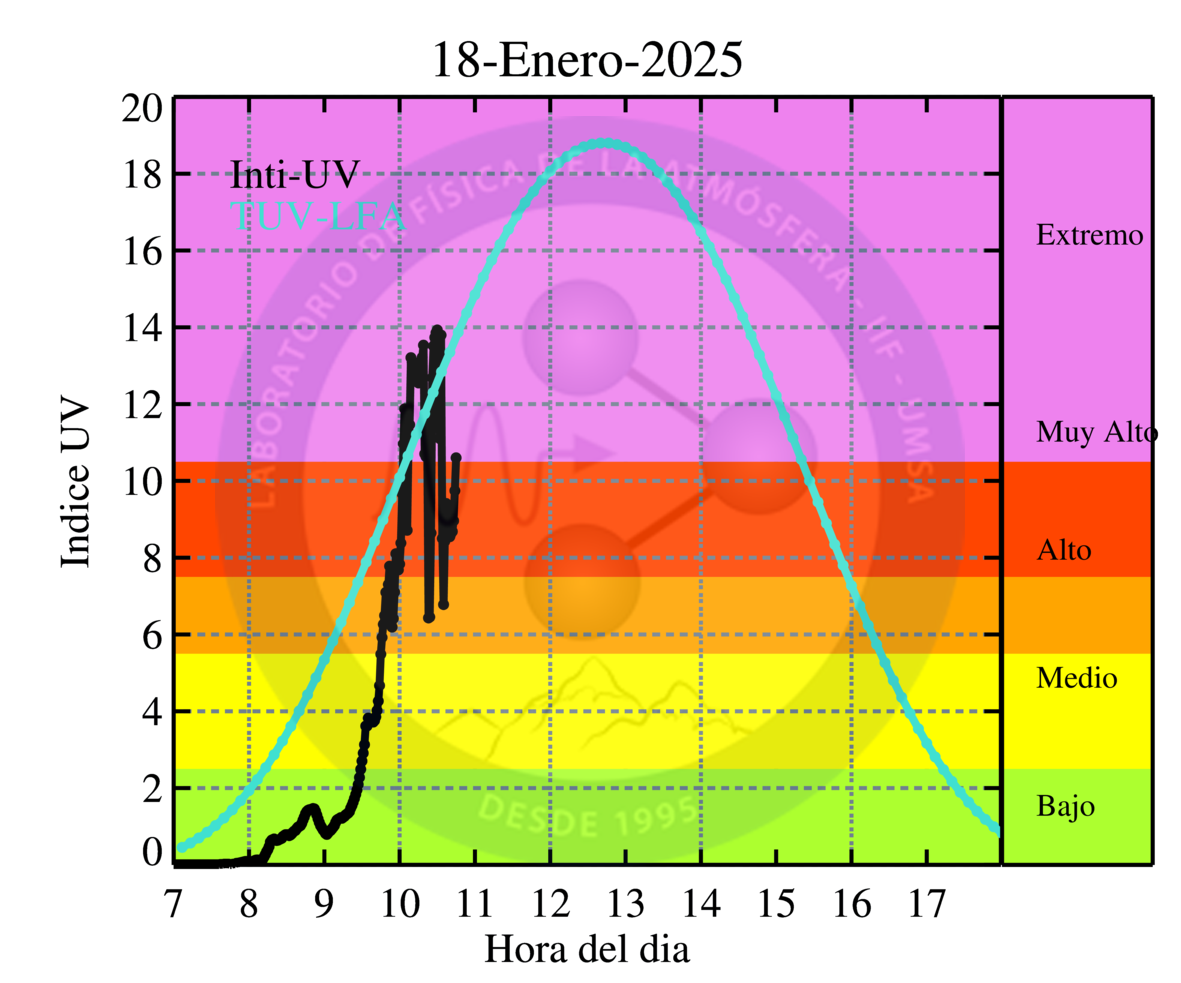 18-Enero-2025
20
18
16
14
12
10
8
6
4
2
0
Indice UV
Inti-UV
TUV-LFA
LABORATORIO DE FÍSICA DE LA ATMÓSFERA - IIF - UMSA
DESDE 1995
Extremo
Muy Alto
Alto
Medio
Bajo
7 8 9 10 11 12 13 14 15 16 17
Hora del dia